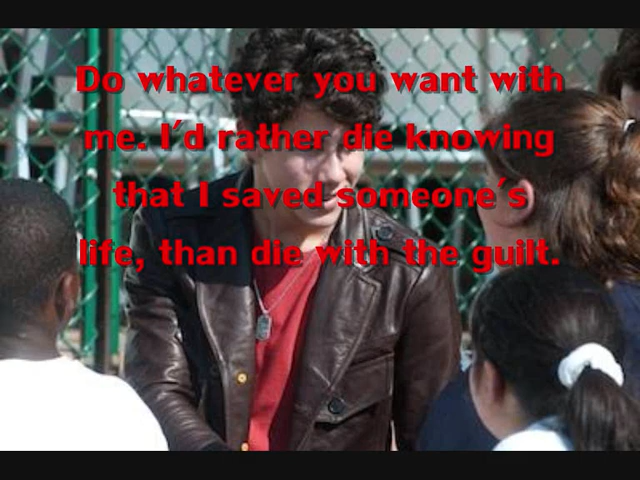 Do whatever you want with
me. I'd rather die knowing
that I saved someone's
life, than die with the guilt.